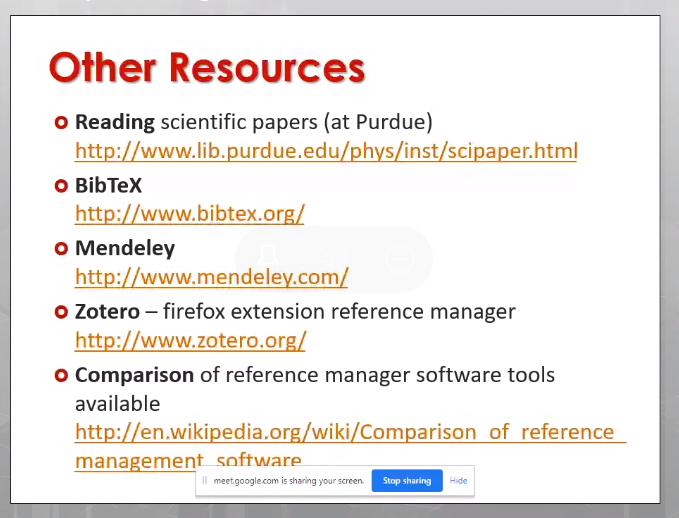 Other Resources
Reading scientific papers (at Purdue)
http://www.lib.purdue.edu/phys/inst/scipaper.html
BibTeX
http://www.bibtex.org/
Mendeley
http://www.mendeley.com/
Zotero – firefox extension reference manager
http://www.zotero.org/
Comparison of reference manager software tools
available
http://en.wikipedia.org/wiki/Comparison_of_reference_
management_software
meet.google.com is sharing your screen. Stop sharing Hide